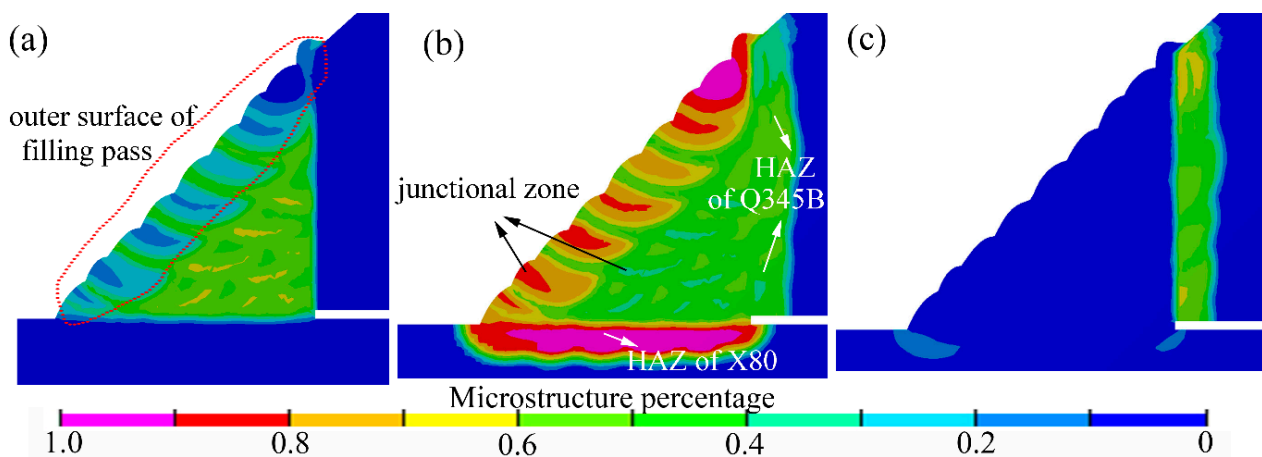 (a)
outer surface of
filling pass
(b)
junctional zone
HAZ
of Q345B
HAZ of X80
(c)
Microstructure percentage
1.0 0.8 0.6 0.4 0.2 0